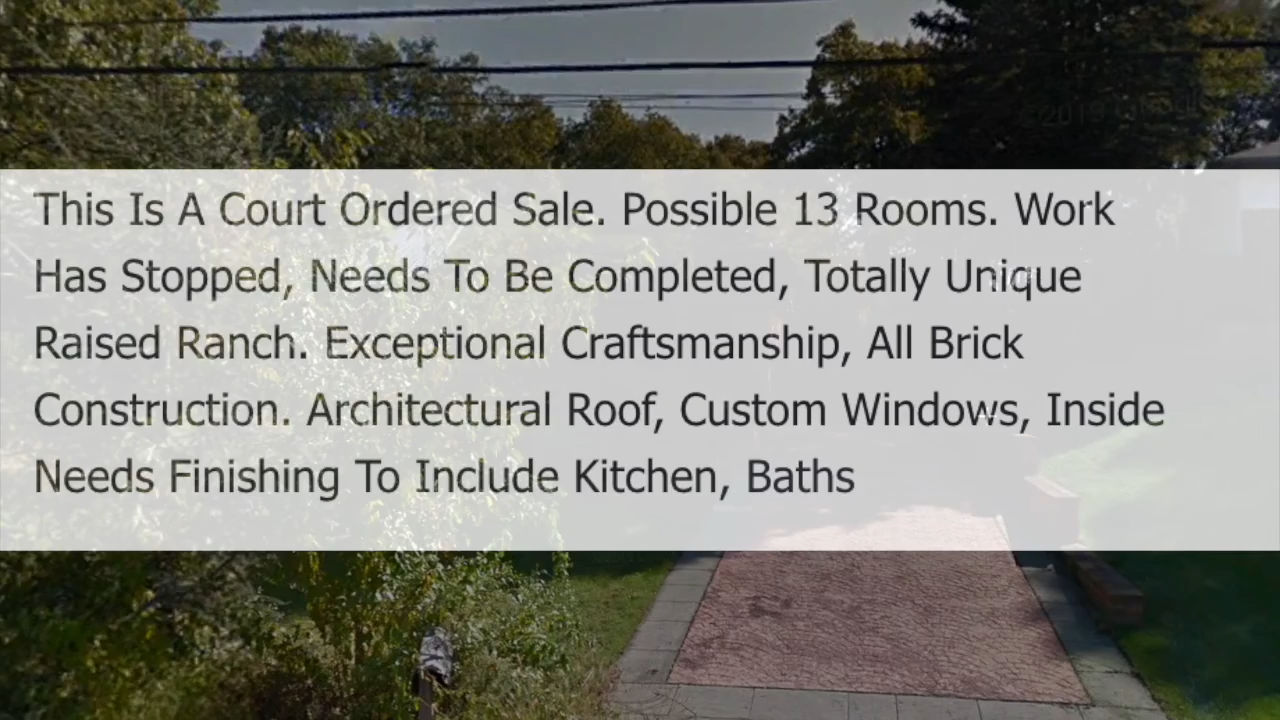 This Is A Court Ordered Sale. Possible 13 Rooms. Work
Has Stopped, Needs To Be Completed, Totally Unique
Raised Ranch. Exceptional Craftsmanship, All Brick
Construction. Architectural Roof, Custom Windows, Inside
Needs Finishing To Include Kitchen, Baths